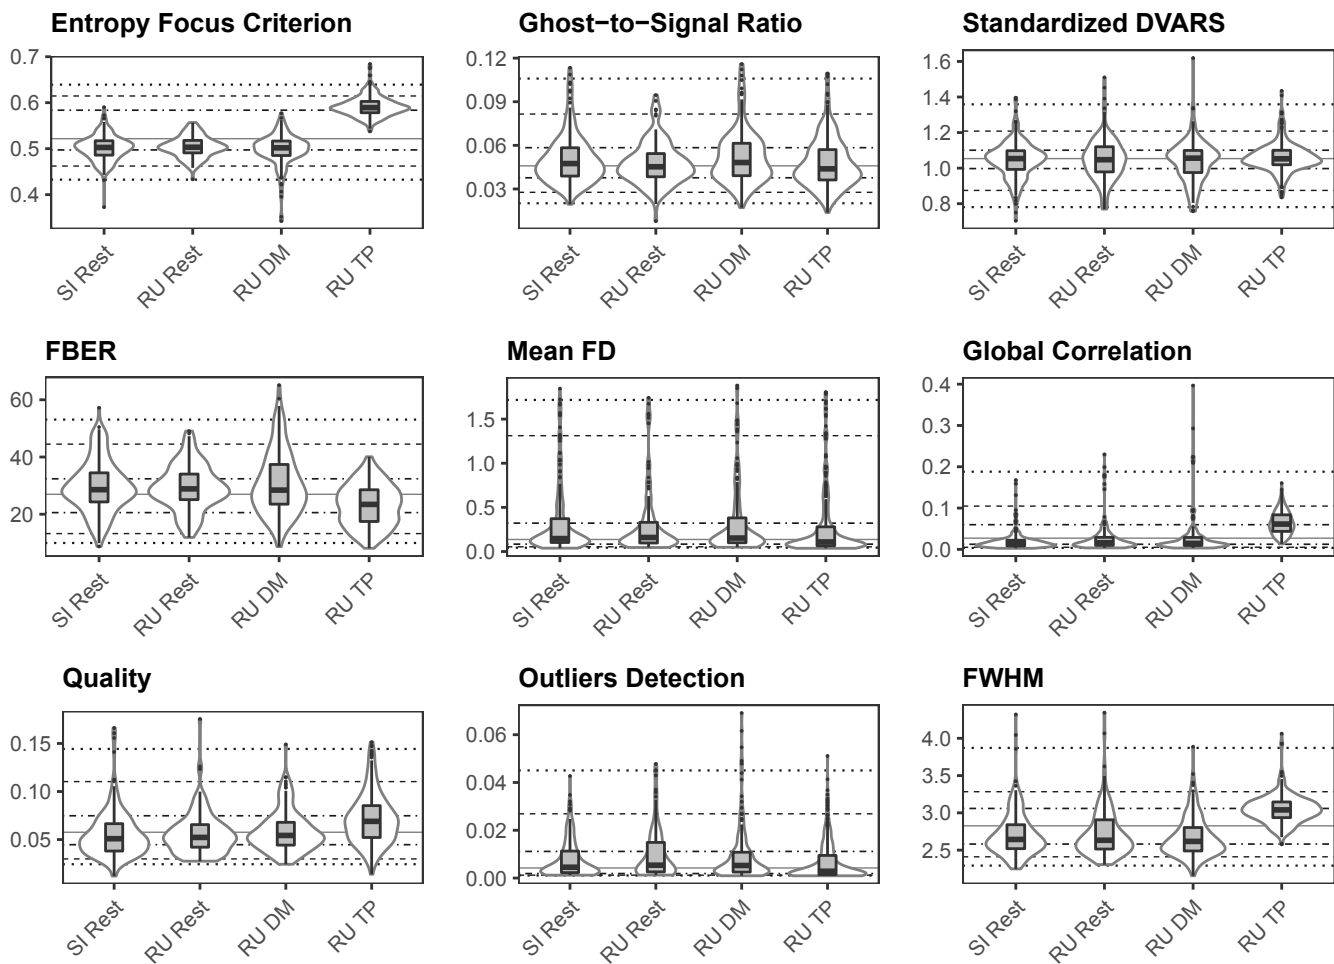 Entropy Focus Criterion
0.7
0.6
0.5
0.4
SI Rest
RU Rest
RU DM
RU TP
Ghost−to−Signal Ratio
0.12
0.09
0.06
0.03
SI Rest
RU Rest
RU DM
RU TP
Standardized DVARS
1.6
1.4
1.2
1.0
0.8
SI Rest
RU Rest
RU DM
RU TP
FBER
60
40
20
SI Rest
RU Rest
RU DM
RU TP
Mean FD
1.5
1.0
0.5
0.0
SI Rest
RU Rest
RU DM
RU TP
Global Correlation
0.4
0.3
0.2
0.1
0.0
SI Rest
RU Rest
RU DM
RU TP
Quality
0.15
0.10
0.05
SI Rest
RU Rest
RU DM
RU TP
Outliers Detection
0.06
0.04
0.02
0.00
SI Rest
RU Rest
RU DM
RU TP
FWHM
4.0
3.5
3.0
2.5
SI Rest
RU Rest
RU DM
RU TP